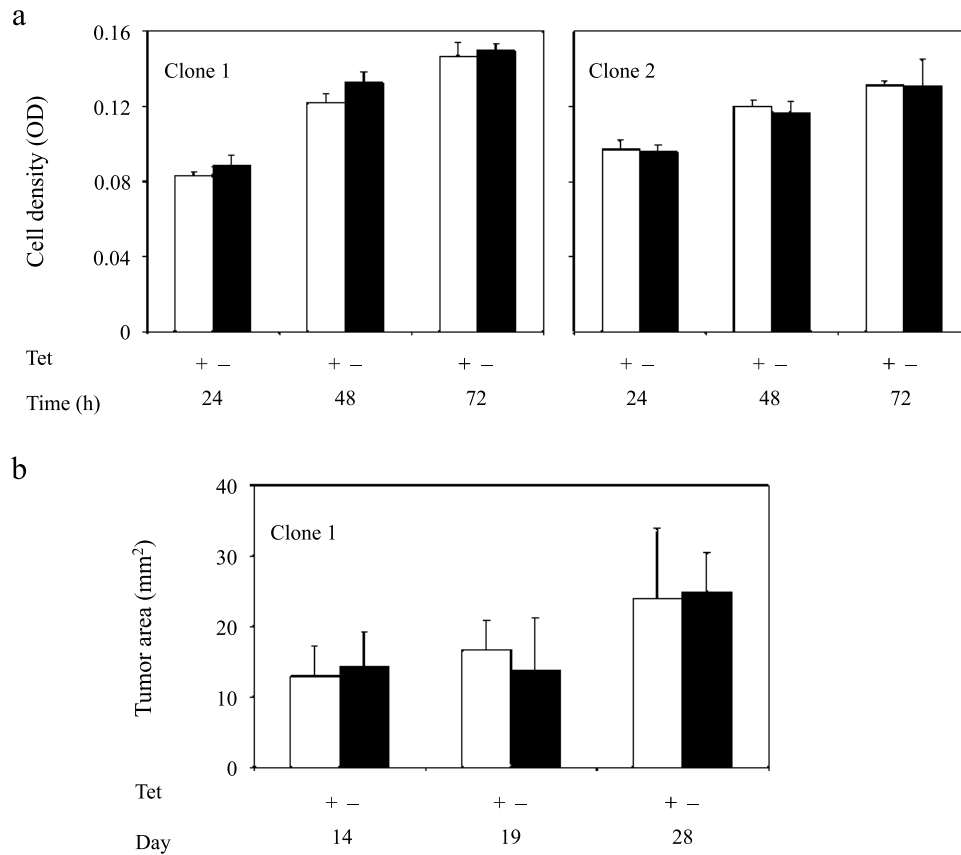 a
0.16
0.12
0.08
0.04
0
Cell density (OD)
Clone 1
Clone 2
Tet + − + − + − + − + − + −
Time (h) 24 48 72 24 48 72
b
40
30
20
10
0
Tumor area (mm²)
Clone 1
Tet + − + − + −
Day 14 19 28